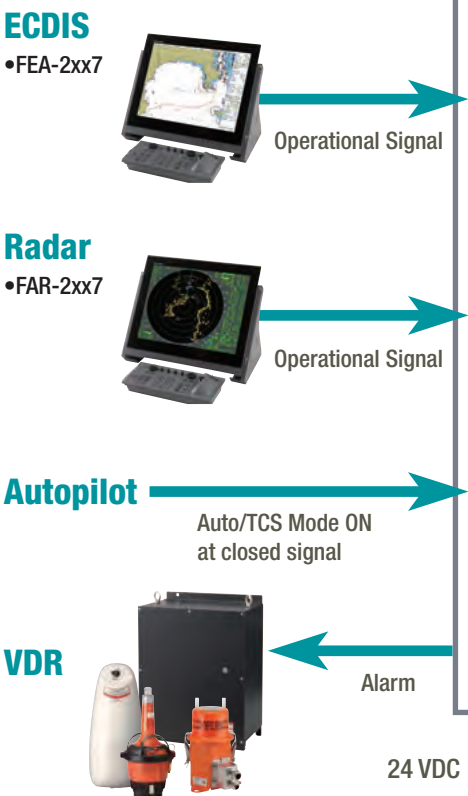 ECDIS
•FEA-2xx7
Operational Signal
Radar
•FAR-2xx7
Operational Signal
Autopilot
Auto/TCS Mode ON
at closed signal
VDR
Alarm
24 VDC